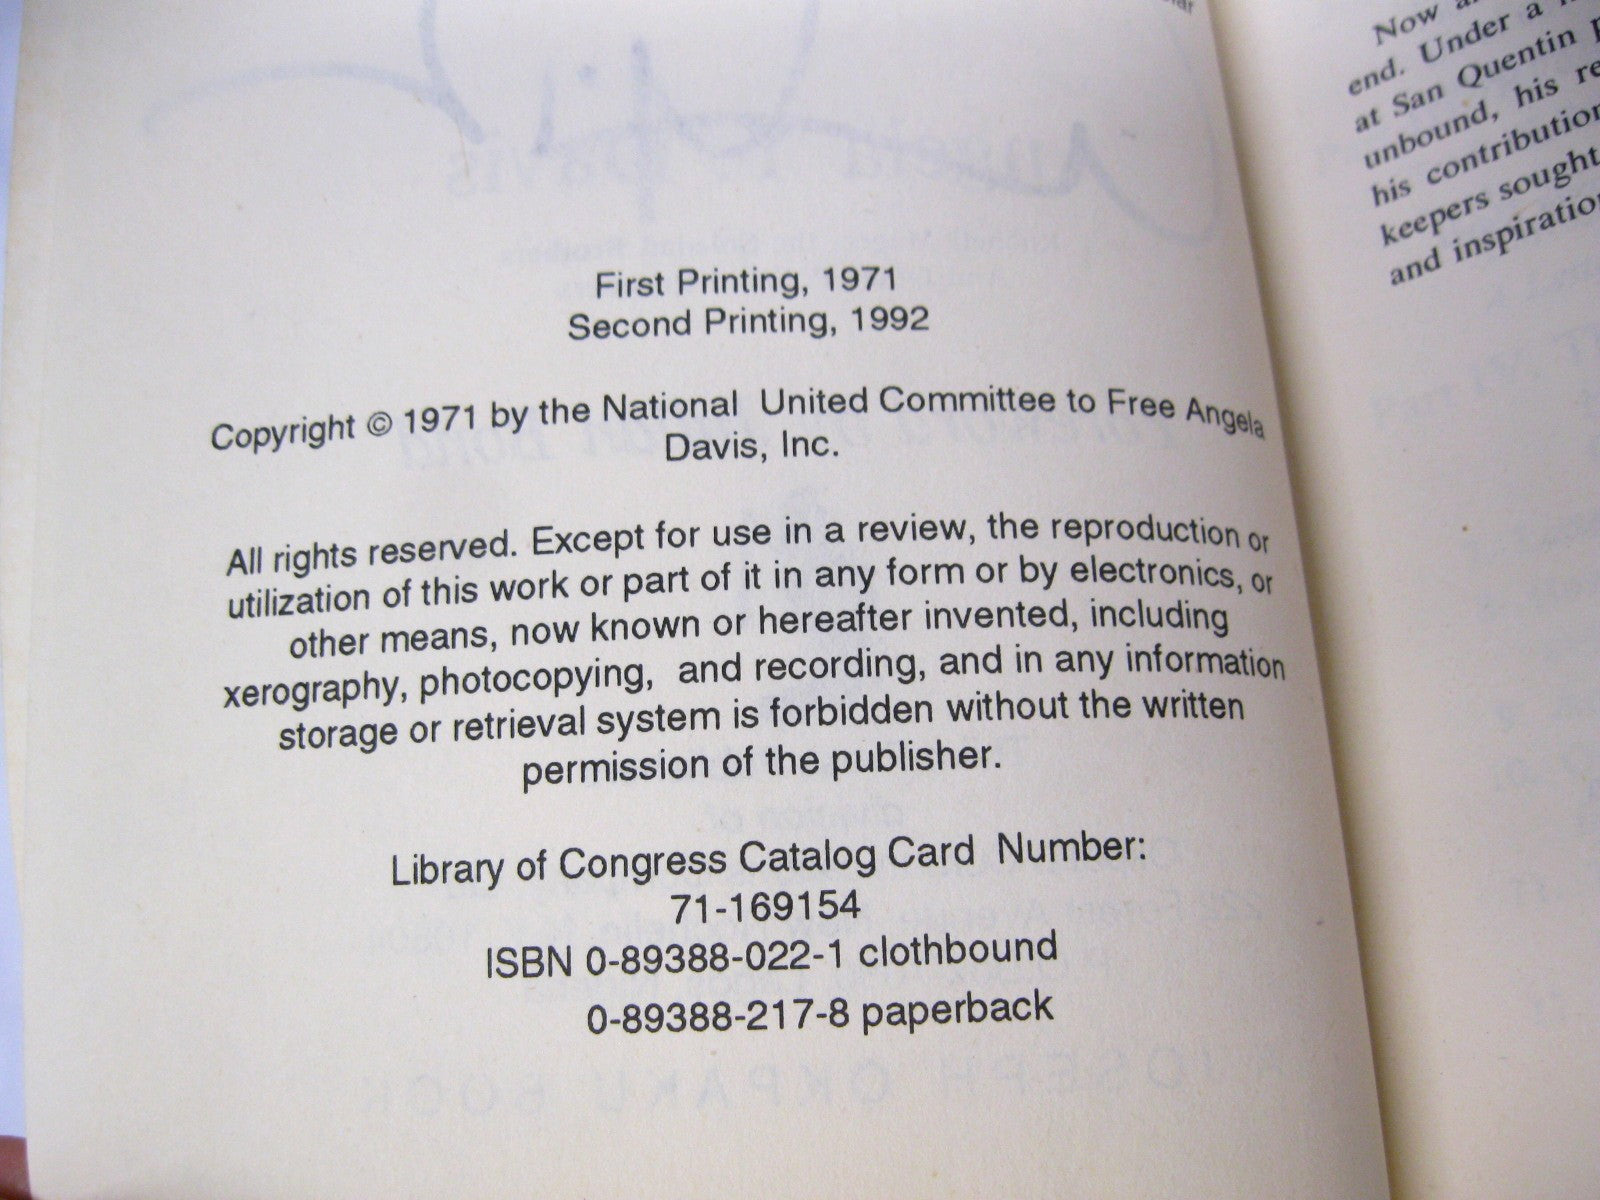 First Printing, 1971
Second Printing, 1992
Copyright © 1971 by the National United Committee to Free Angela
Davis, Inc.
All rights reserved. Except for use in a review, the reproduction or
utilization of this work or part of it in any form or by electronics, or
other means, now known or hereafter invented, including
xerography, photocopying, and recording, and in any information
storage or retrieval system is forbidden without the written
permission of the publisher.
Library of Congress Catalog Card Number:
71-169154
ISBN 0-89388-022-1 clothbound
0-89388-217-8 paperback
Now
end. Under a
at San Quentin
unbound, his
his contribution
keepers sought
and inspiration